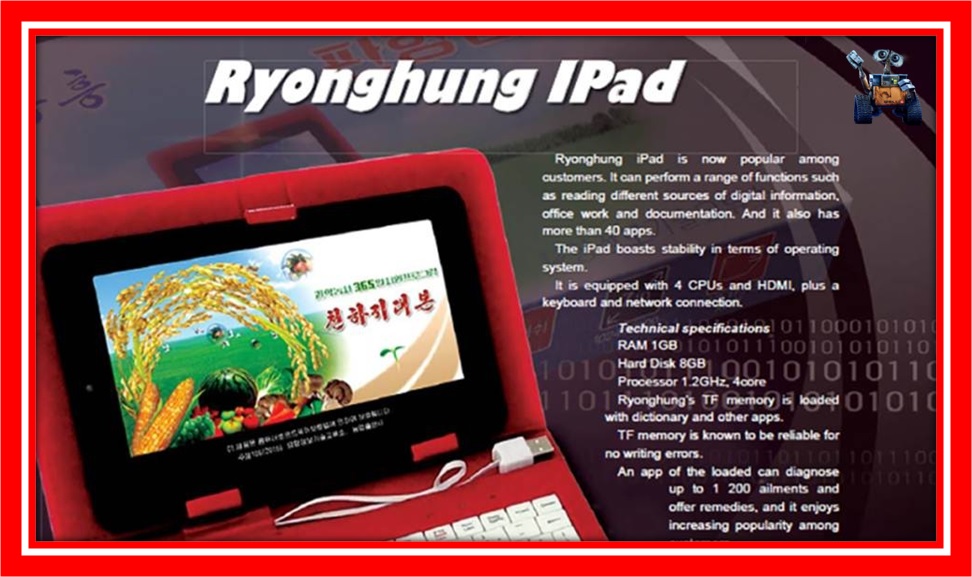 Ryonghung IPad
Ryonghung iPad is now popular among
customers. It can perform a range of functions such
as reading different sources of digital information,
office work and documentation. And it also has
more than 40 apps.
The iPad boasts stability in terms of operating
system.
It is equipped with 4 CPUs and HDMI, plus a
keyboard and network connection.
Technical specifications
RAM 1GB
Hard Disk 8GB
Processor 1.2GHz, 4core
Ryonghung's TF memory is loaded
with dictionary and other apps.
TF memory is known to be reliable for
no writing errors.
An app of the loaded can diagnose
up to 1 200 ailments and
offer remedies, and it enjoys
increasing popularity among
365
천하지대본